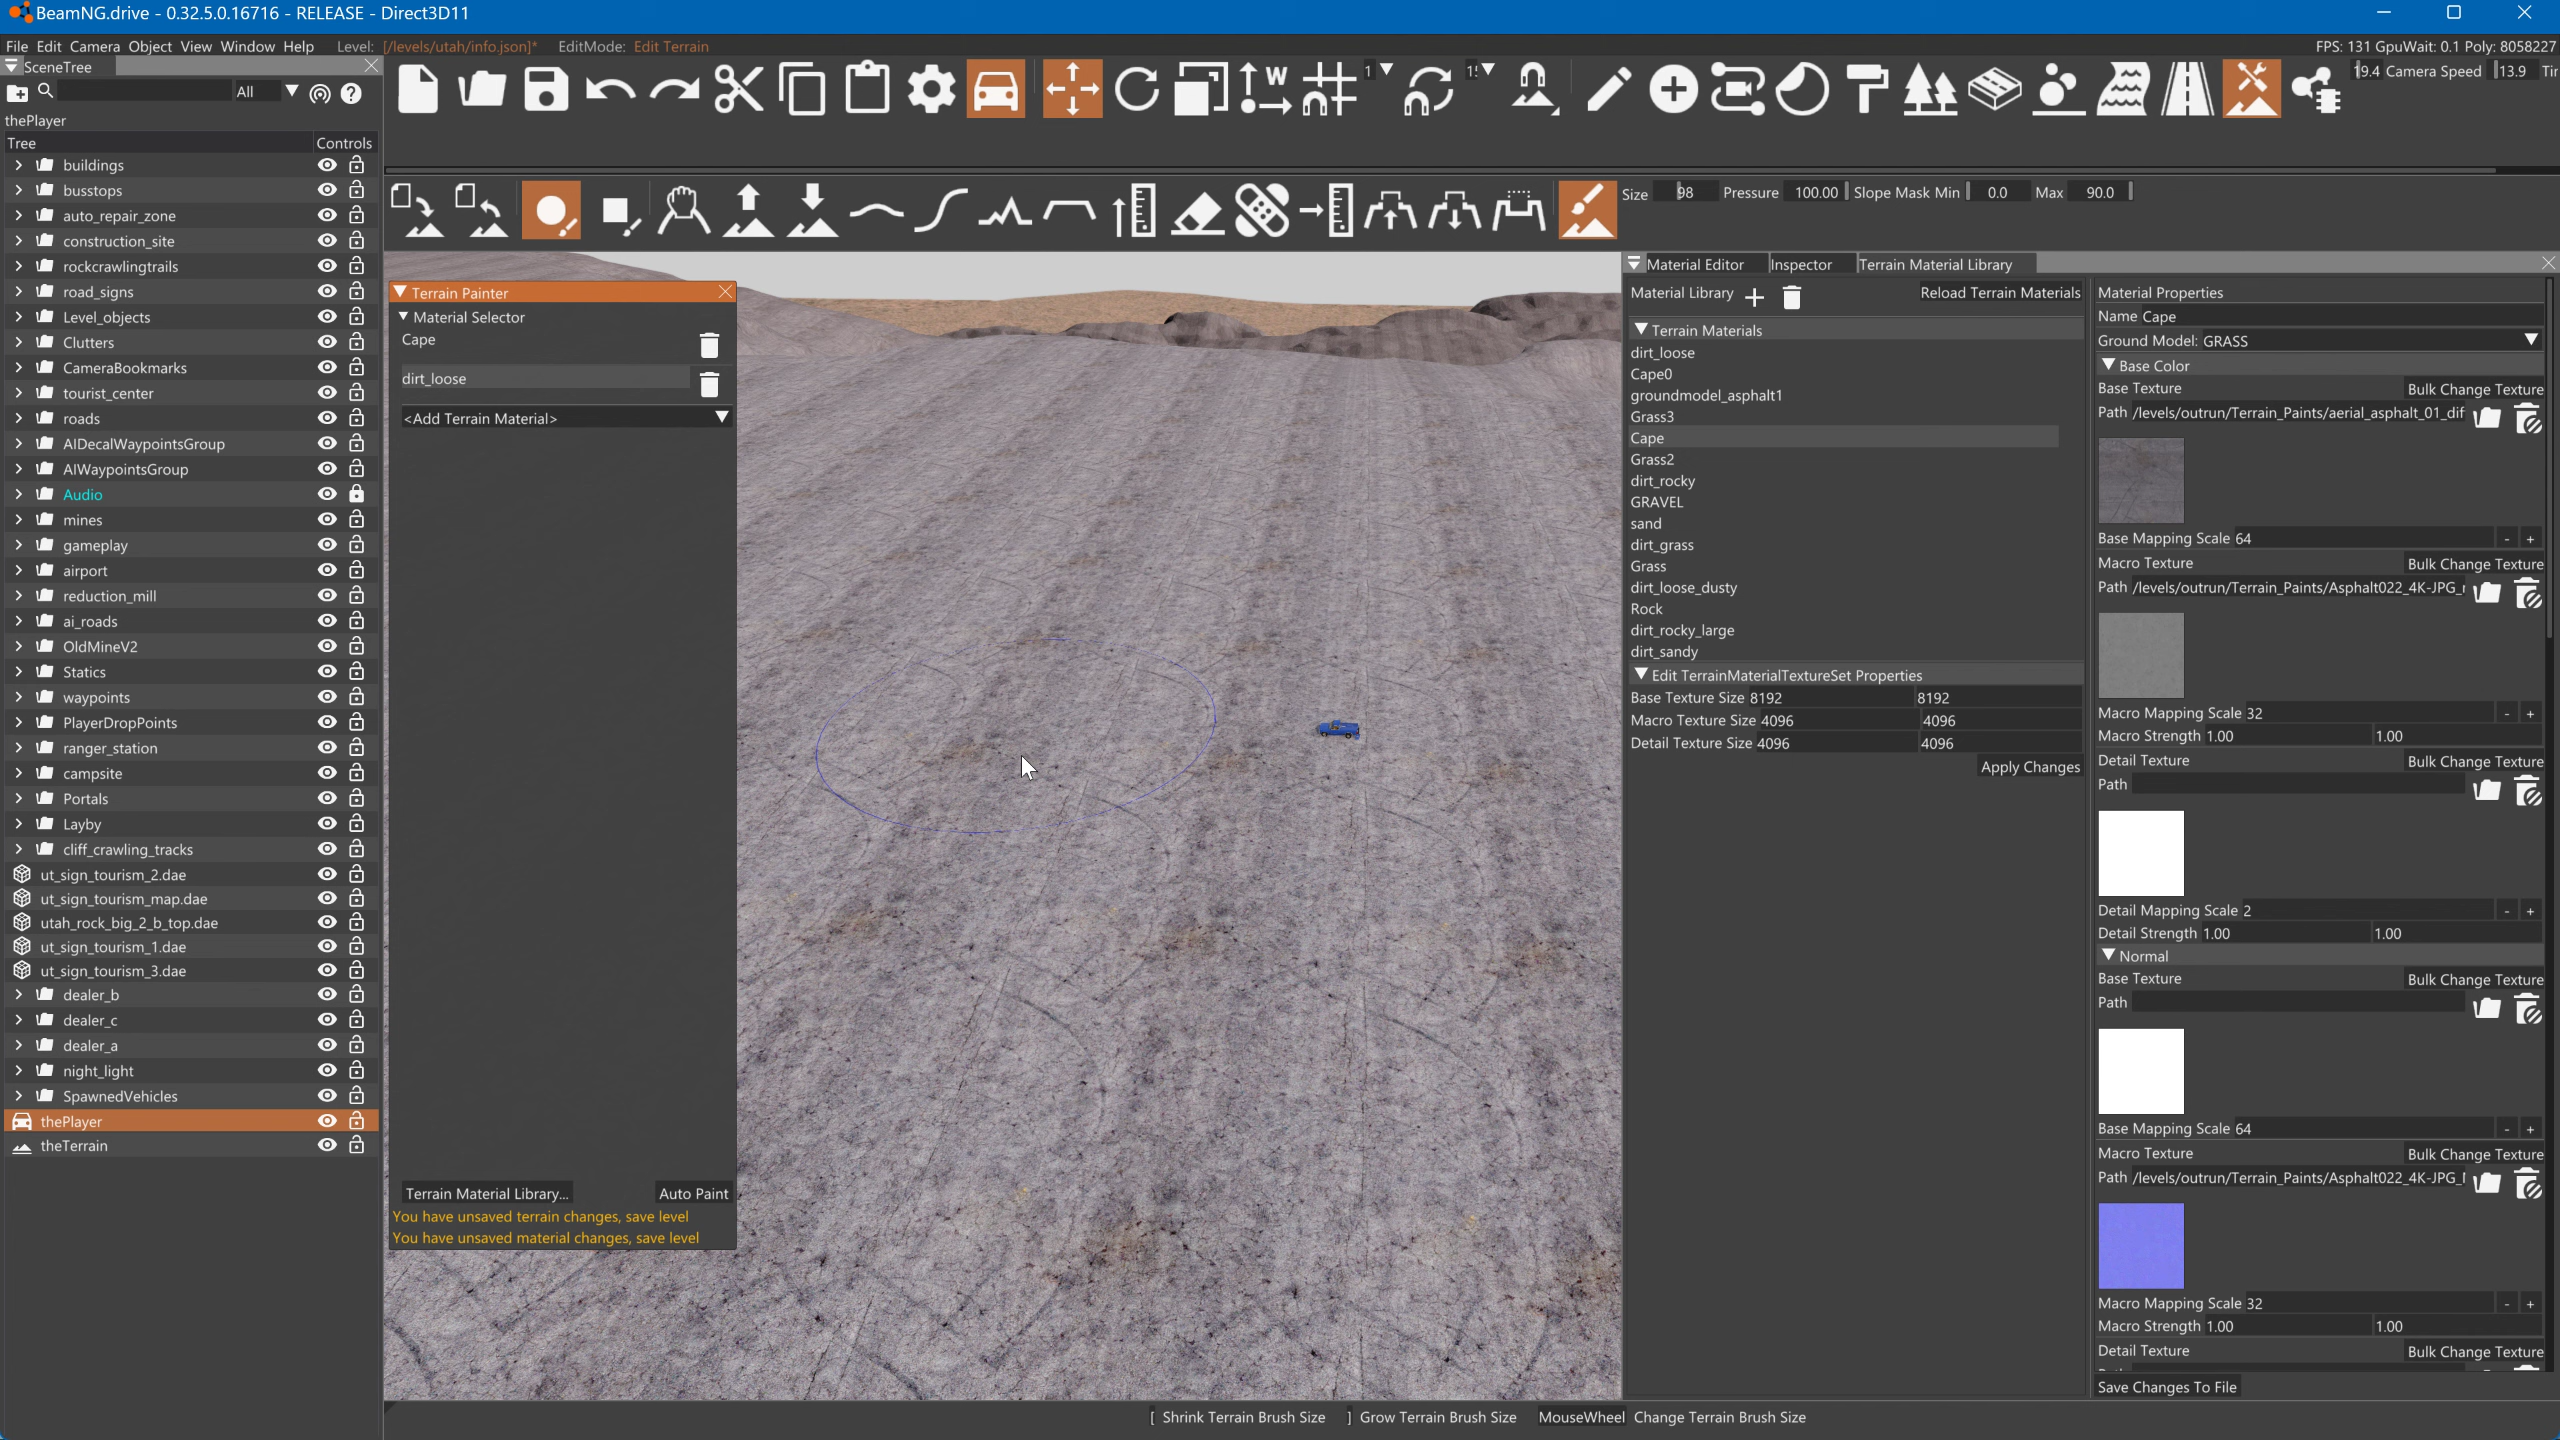 BeamNG.drive - 0.32.5.0.16716 - RELEASE - Direct3D11
File Edit Camera Object View Window Help Level: [/levels/utah/info.json]* EditMode: Edit Terrain
FPS: 131 GpuWait: 0.1 Poly: 8058227
SceneTree
All
thePlayer
Tree Controls
buildings
busstops
auto_repair_zone
construction_site
rockcrawlingtrails
road_signs
Level_objects
Clutters
CameraBookmarks
tourist_center
roads
AIDecalWaypointsGroup
AIWaypointsGroup
Audio
mines
gameplay
airport
reduction_mill
ai_roads
OldMineV2
Statics
waypoints
PlayerDropPoints
ranger_station
campsite
Portals
Layby
cliff_crawling_tracks
ut_sign_tourism_2.dae
ut_sign_tourism_map.dae
utah_rock_big_2_b_top.dae
ut_sign_tourism_1.dae
ut_sign_tourism_3.dae
dealer_b
dealer_c
dealer_a
night_light
SpawnedVehicles
thePlayer
theTerrain
W
1
19.4 Camera Speed 13.9
Size 98 Pressure 100.00 Slope Mask Min 0.0 Max 90.0
Terrain Painter
Material Selector
Cape
dirt_loose
<Add Terrain Material>
Terrain Material Library... Auto Paint
You have unsaved terrain changes, save level
You have unsaved material changes, save level
Material Editor Inspector Terrain Material Library
Material Library Reload Terrain Materials
Terrain Materials
dirt_loose
Cape0
groundmodel_asphalt1
Grass3
Cape
Grass2
dirt_rocky
GRAVEL
sand
dirt_grass
Grass
dirt_loose_dusty
Rock
dirt_rocky_large
dirt_sandy
Edit TerrainMaterialTextureSet Properties
Base Texture Size 8192 8192
Macro Texture Size 4096 4096
Detail Texture Size 4096 4096
Apply Changes
Material Properties
Name Cape
Ground Model: GRASS
Base Color
Base Texture Bulk Change Texture
Path /levels/outrun/Terrain_Paints/aerial_asphalt_01_dif
Base Mapping Scale 64 - +
Macro Texture Bulk Change Texture
Path /levels/outrun/Terrain_Paints/Asphalt022_4K-JPG_
Macro Mapping Scale 32 - +
Macro Strength 1.00 1.00
Detail Texture Bulk Change Texture
Path
Detail Mapping Scale 2 - +
Detail Strength 1.00 1.00
Normal
Base Texture Bulk Change Texture
Path
Base Mapping Scale 64 - +
Macro Texture Bulk Change Texture
Path /levels/outrun/Terrain_Paints/Asphalt022_4K-JPG_
Macro Mapping Scale 32 - +
Macro Strength 1.00 1.00
Detail Texture Bulk Change Texture
Save Changes To File
[ Shrink Terrain Brush Size ] Grow Terrain Brush Size MouseWheel Change Terrain Brush Size